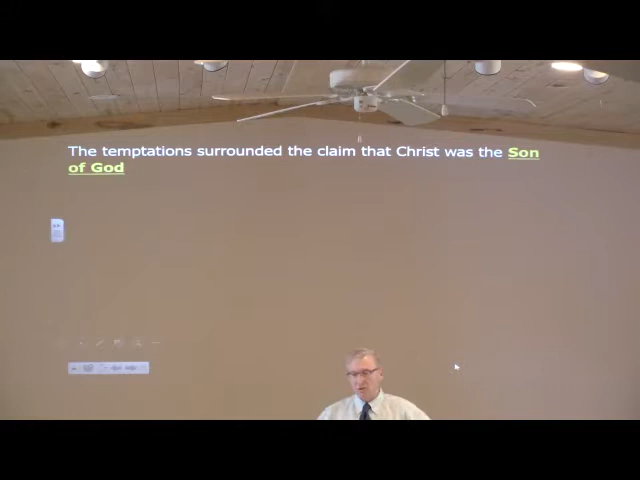 The temptations surrounded the claim that Christ was the Son
of God